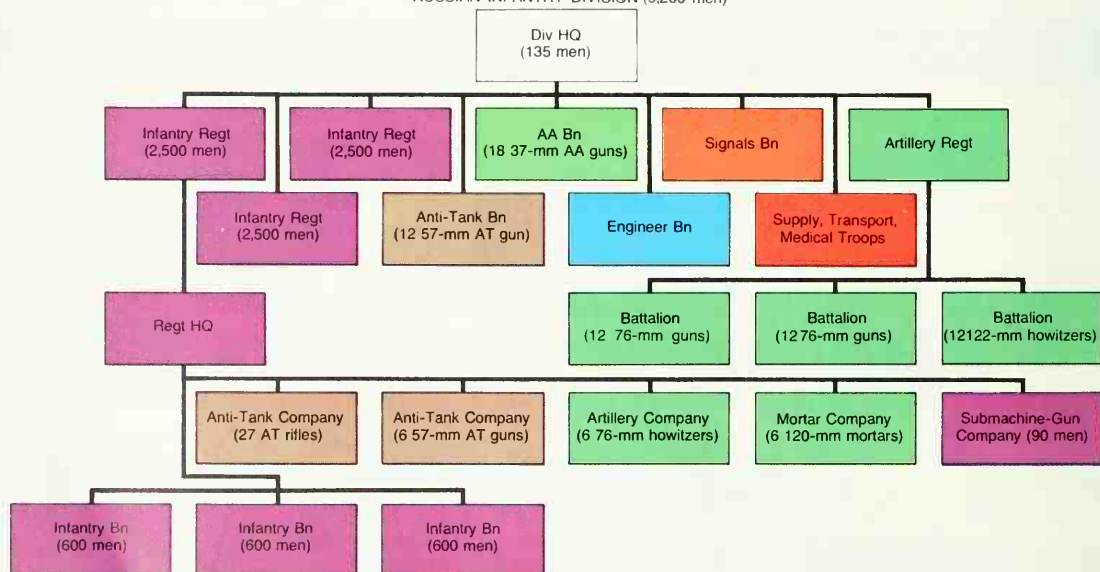 RUSSIAN INFANTRY DIVISION men)
Div HQ
(135 men)
Infantry Regt
(2,500 men)
Infantry Regt
(2,500 men)
AA Bn
(18 37-mm AA guns)
Signals Bn
Artillery Regt
Infantry Regt
(2,500 men)
Anti-Tank Bn
(12 57-mm AT gun)
Engineer Bn
Supply, Transport,
Medical Troops
Regt HQ
Battalion
(12 76-mm guns)
Battalion
(12 76-mm guns)
Battalion
(12122-mm howitzers)
Anti-Tank Company
(27 AT rifles)
Anti-Tank Company
(6 57-mm AT guns)
Artillery Company
(6 76-mm howitzers)
Mortar Company
(6 120-mm mortars)
Submachine-Gun
Company (90 men)
Infantry Bn
(600 men)
Infantry Bn
(600 men)
Infantry Bn
(600 men)